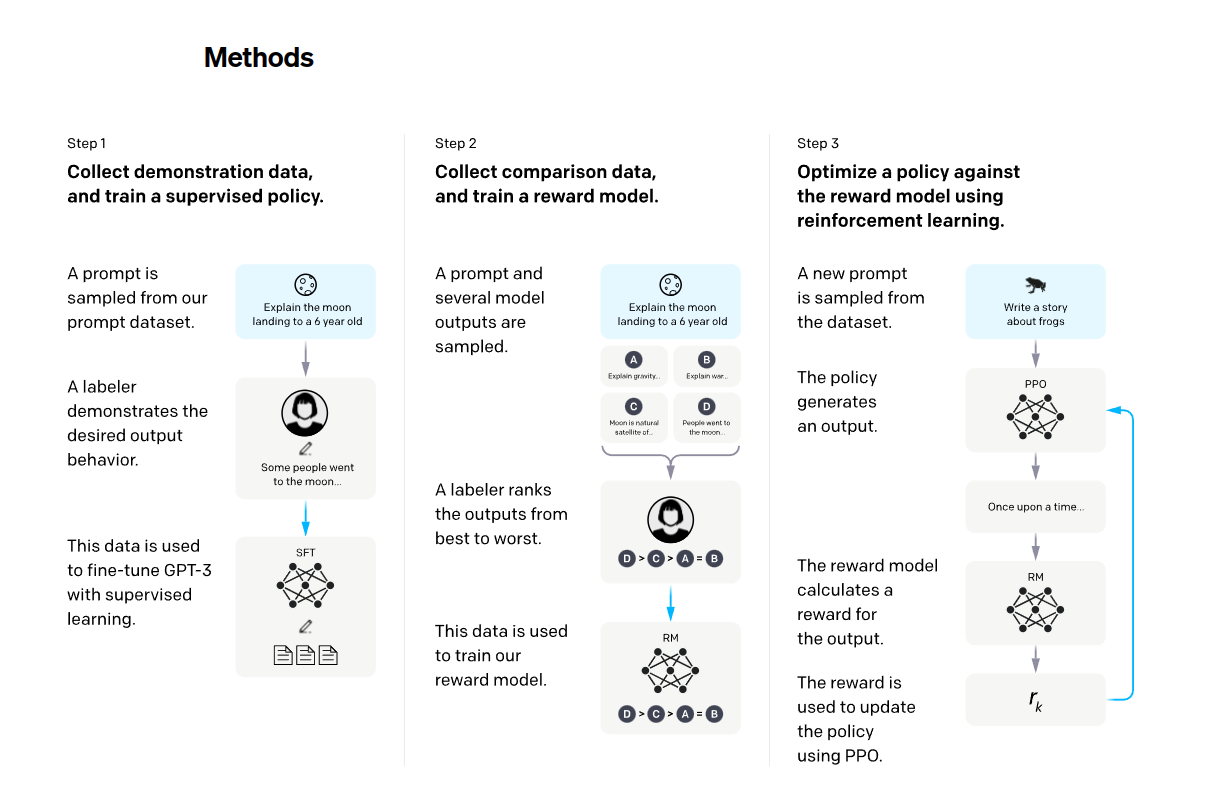 Methods
Step 1
Collect demonstration data,
and train a supervised policy.
A prompt is
sampled from our
prompt dataset.
Explain the moon
landing to a 6 year old
A labeler
demonstrates the
desired output
behavior.
Some people went
to the moon...
This data is used
to fine-tune GPT-3
with supervised
learning.
SFT
Step 2
Collect comparison data,
and train a reward model.
A prompt and
several model
outputs are
sampled.
Explain the moon
landing to a 6 year old
A
Explain gravity...
B
Explain war...
C
Moon is natural
satellite of...
D
People went to
the moon...
A labeler ranks
the outputs from
best to worst.
D > C > A = B
This data is used
to train our
reward model.
RM
D > C > A = B
Step 3
Optimize a policy against
the reward model using
reinforcement learning.
A new prompt
is sampled from
the dataset.
Write a story
about frogs
The policy
generates
an output.
PPO
Once upon a time...
The reward model
calculates a
reward for
the output.
RM
The reward is
used to update
the policy
using PPO.
rk